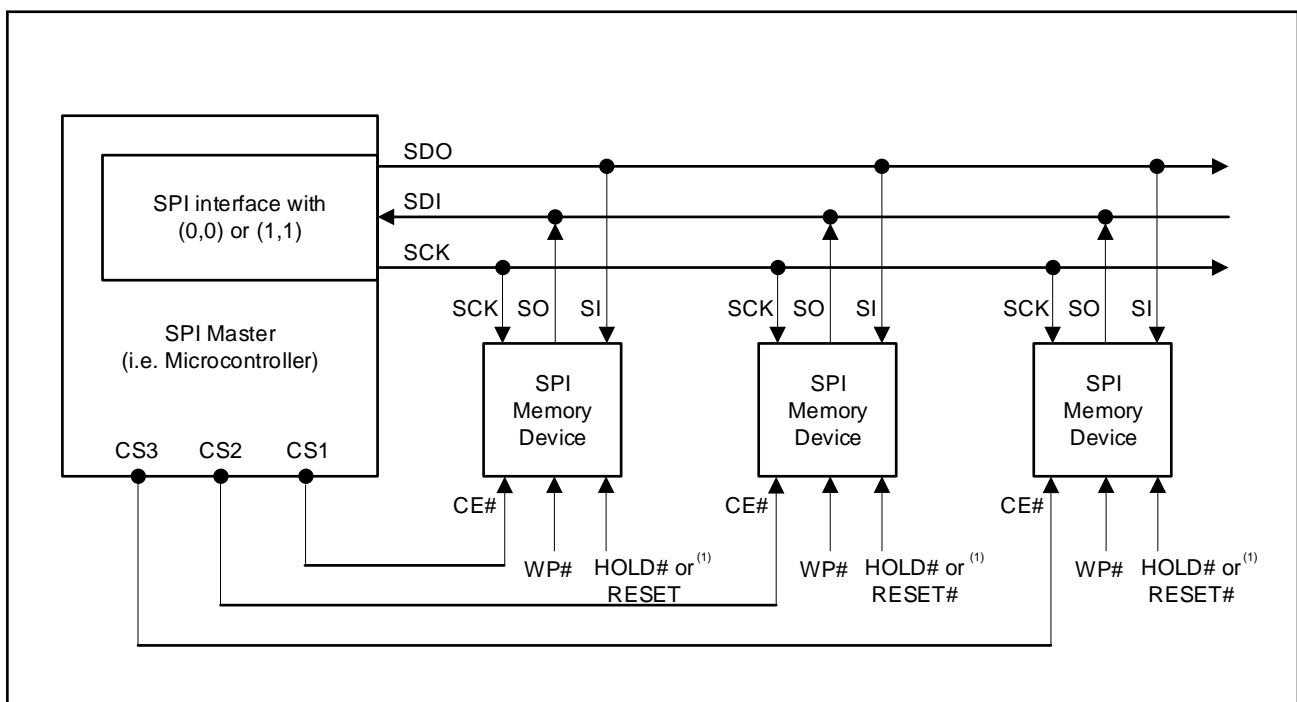 SDO
SDI
SCK
SPI interface with
(0,0) or (1,1)
SPI Master
(i.e. Microcontroller)
CS3 CS2 CS1
SCK SO SI
SPI
Memory
Device
CE#
WP#
HOLD# or (1)
RESET
SCK SO SI
SPI
Memory
Device
CE#
WP#
HOLD# or (1)
RESET#
SCK SO SI
SPI
Memory
Device
CE#
WP#
HOLD# or (1)
RESET#